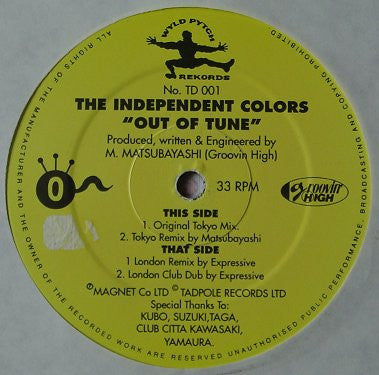 WYLD PYTCH
REKORDS
No. TD 001
THE INDEPENDENT COLORS
"OUT OF TUNE"
Produced, written & Engineered by
M. MATSUBAYASHI (Groovin High)
33 RPM
Groovin'
HIGH
THIS SIDE
1. Original Tokyo Mix.
2. Tokyo Remix by Matsubayashi
THAT SIDE
1 London Remix by Expressive
2. London Club Dub by Expressive
℗ MAGNET Co LTD © TADPOLE RECORDS LTD
Special Thanks To:
KUBO, SUZUKI,TAGA,
CLUB CITTA KAWASAKI,
YAMAURA.
ALL RIGHTS OF THE MANUFACTURER AND THE OWNER OF THE RECORDED WORK ARE RESERVED UNAUTHORISED PUBLIC PERFORMANCE, BROADCASTING AND COPYING PROHIBITED